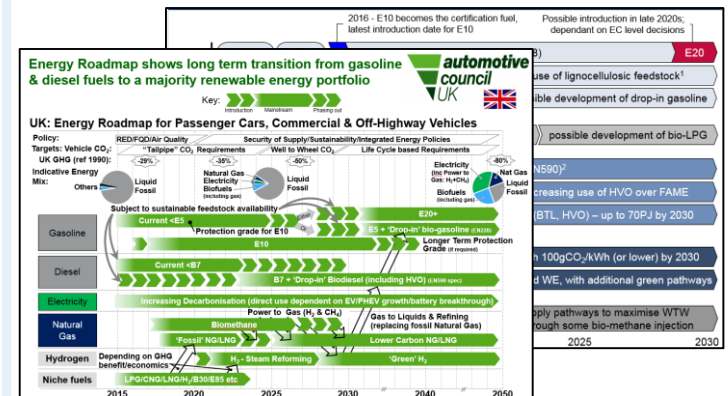 2016 - E10 becomes the certification fuel,
latest introduction date for E10
Possible introduction in late 2020s;
dependant on EC level decisions
E20
use of lignocellulosic feedstock¹
development of drop-in gasoline
possible development of bio-LPG
creasing use of HVO over FAME
(BTL, HVO) – up to 70PJ by 2030
100gCO₂/kWh (or lower) by 2030
WE, with additional green pathways
pathways to maximise WTW
through some bio-methane injection
2025
2030
Energy Roadmap shows long term transition from gasoline
& diesel fuels to a majority renewable energy portfolio
automotive
council
UK
Key:
Introduction
Mainstream
Phasing out
UK: Energy Roadmap for Passenger Cars, Commercial & Off-Highway Vehicles
Policy:
RED/FQD/Air Quality
Security of Supply/Sustainability/Integrated Energy Policies
Targets: Vehicle CO₂:
"Tailpipe" CO₂ Requirements
Well to Wheel CO₂
Life Cycle based Requirements
UK GHG (ref 1990):
-29%
-35%
-50%
-80%
Indicative Energy
Mix:
Others
Liquid
Fossil
Natural Gas
Electricity
Biofuels
(including gas)
Liquid
Fossil
Electricity
(inc Power to
Gas: H₂+CH₄)
Biofuels
(including gas)
Nat Gas
Liquid
Fossil
Subject to sustainable feedstock availability
Gasoline
Current <E5
Protection grade for E10
E20+
E5 + 'Drop-in' bio-gasoline (EN228)
E10
Longer Term Protection
Grade (if required)
Diesel
Current <B7
B7 + 'Drop-in' Biodiesel (including HVO) (EN590 spec)
Electricity
Increasing Decarbonisation (direct use dependent on EV/PHEV growth/battery breakthrough)
Natural
Gas
Power to Gas (H₂ & CH₄)
Biomethane
Gas to Liquids & Refining
(replacing fossil Natural Gas)
'Fossil' NG/LNG
Lower Carbon NG/LNG
Hydrogen
Depending on GHG
benefit/economics
H₂ - Steam Reforming
'Green' H₂
Niche fuels
LPG/CNG/LNG/H₂/B30/E85 etc
2015
2020
2025
2030
2040
2050